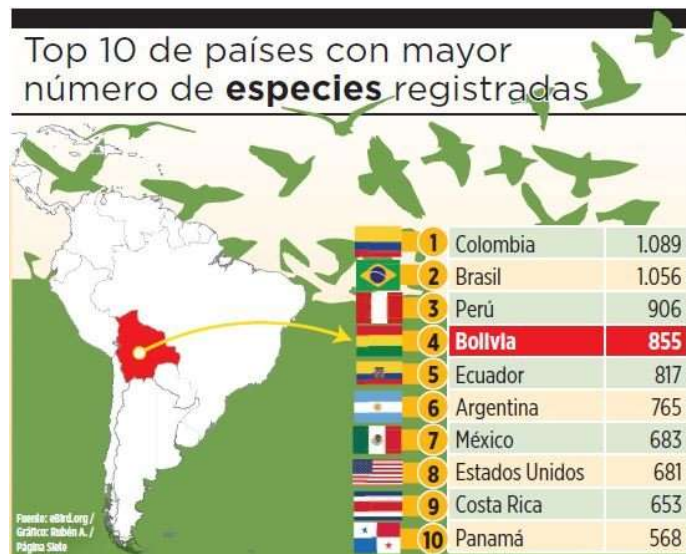 Top 10 de países con mayor
número de especies registradas
1 Colombia 1.089
2 Brasil 1.056
3 Perú 906
4 Bolivia 855
5 Ecuador 817
6 Argentina 765
7 México 683
8 Estados Unidos 681
9 Costa Rica 653
10 Panamá 568
Fuente: eBird.org /
Gráfico: Rubén A. /
Página Siete